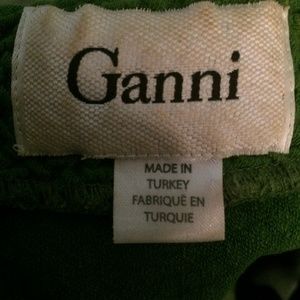 Ganni
MADE IN
TURKEY
FABRIQUÉ EN
TURQUIE